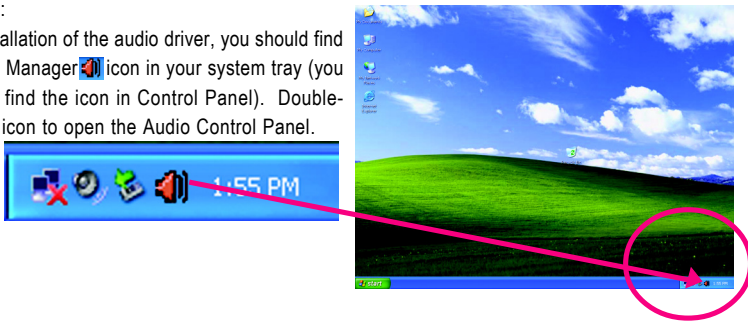 :
allation of the audio driver, you should find
Manager icon in your system tray (you
find the icon in Control Panel). Double-
icon to open the Audio Control Panel.
1:55 PM
start